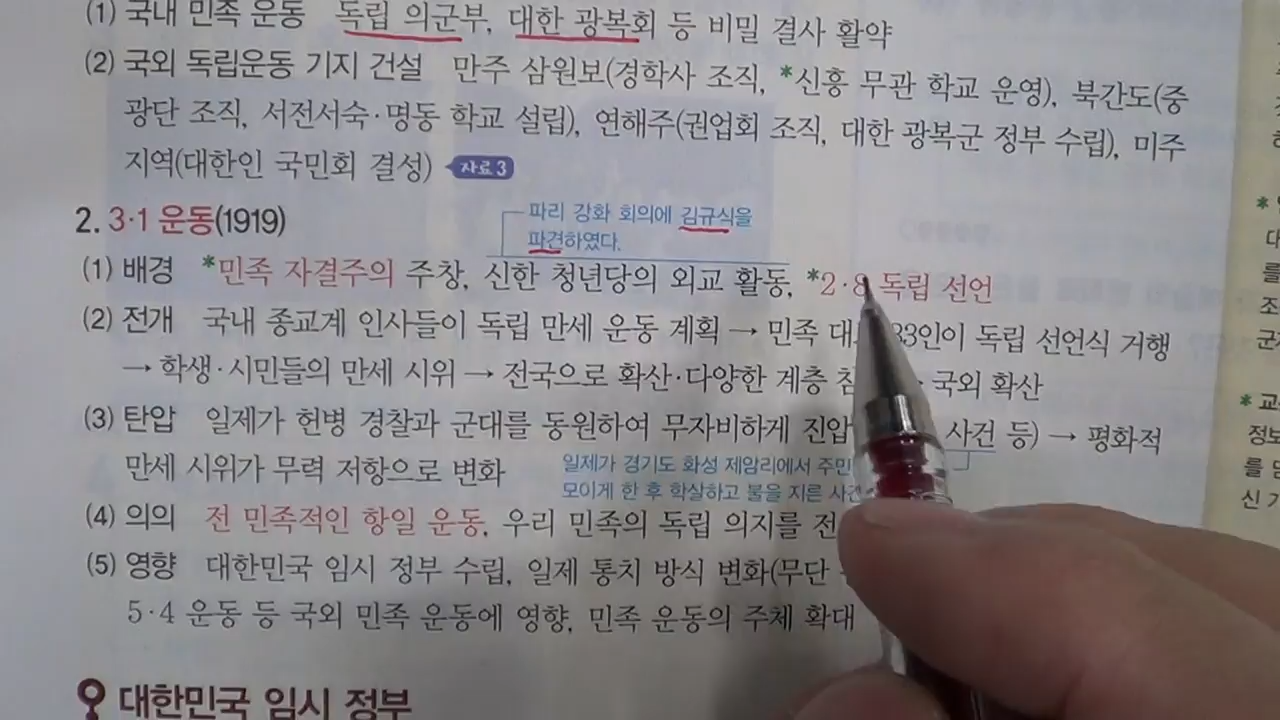 (1) 국내 민족 운동 독립 의군부, 대한 광복회 등 비밀 결사 활약
(2) 국외 독립운동 기지 건설 만주 삼원보(경학사 조직, *신흥 무관 학교 운영), 북간도(중
광단 조직, 서전서숙·명동 학교 설립), 연해주(권업회 조직, 대한 광복군 정부 수립), 미주
지역(대한인 국민회 결성) 자료 3
파리 강화 회의에 김규식을
파견하였다.
2. 3·1 운동(1919)
(1) 배경 *민족 자결주의 주창, 신한 청년당의 외교 활동, *2·8 독립 선언
(2) 전개 국내 종교계 인사들이 독립 만세 운동 계획 → 민족 대 33인이 독립 선언식 거행
→ 학생·시민들의 만세 시위 → 전국으로 확산·다양한 계층 → 국외 확산
(3) 탄압 일제가 헌병 경찰과 군대를 동원하여 무자비하게 진압 사건 등) → 평화적
만세 시위가 무력 저항으로 변화
일제가 경기도 화성 제암리에서 주민
모이게 한 후 학살하고 불을 지른 사건
(4) 의의 전 민족적인 항일 운동, 우리 민족의 독립 의지를 전
(5) 영향 대한민국 임시 정부 수립, 일제 통치 방식 변화(무단
5·4 운동 등 국외 민족 운동에 영향, 민족 운동의 주체 확대
대한민국 임시 정부
*
대
를
조
군
* 교
정보
를 
신 기